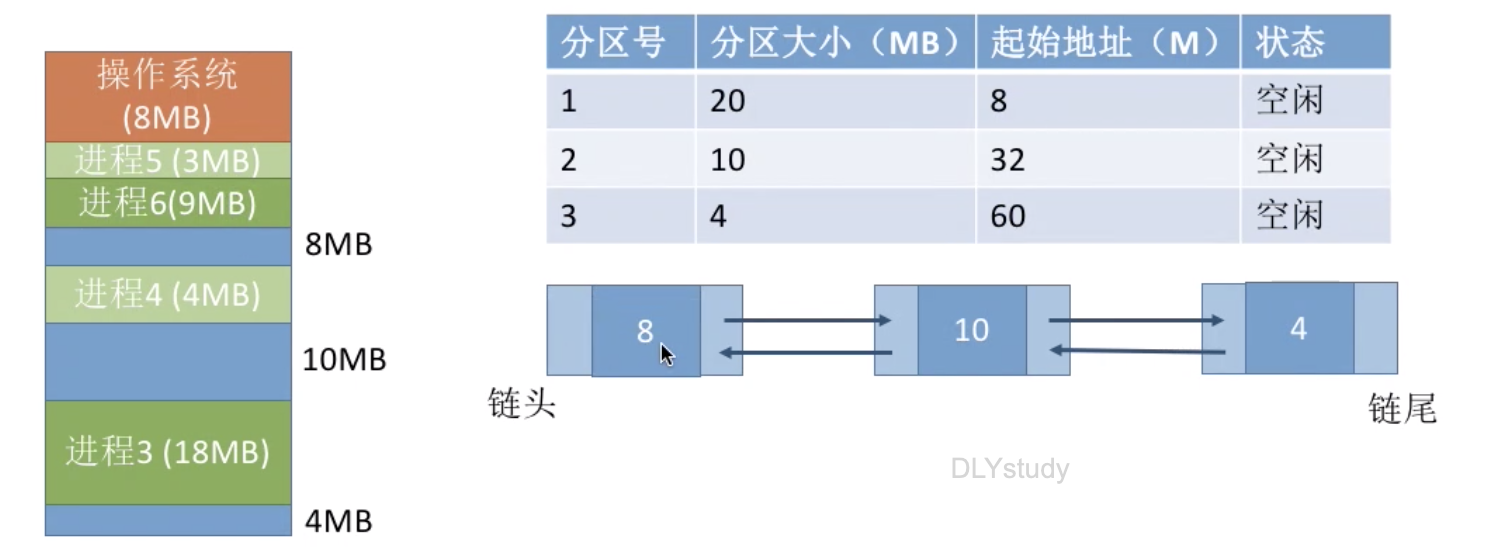 操作系统
(8MB)
进程5 (3MB)
进程6(9MB)
8MB
进程4 (4MB)
10MB
进程3 (18MB)
4MB
分区号 分区大小（MB） 起始地址（M） 状态
1 20 8 空闲
2 10 32 空闲
3 4 60 空闲
8 10 4
链头 链尾
DLYstudy